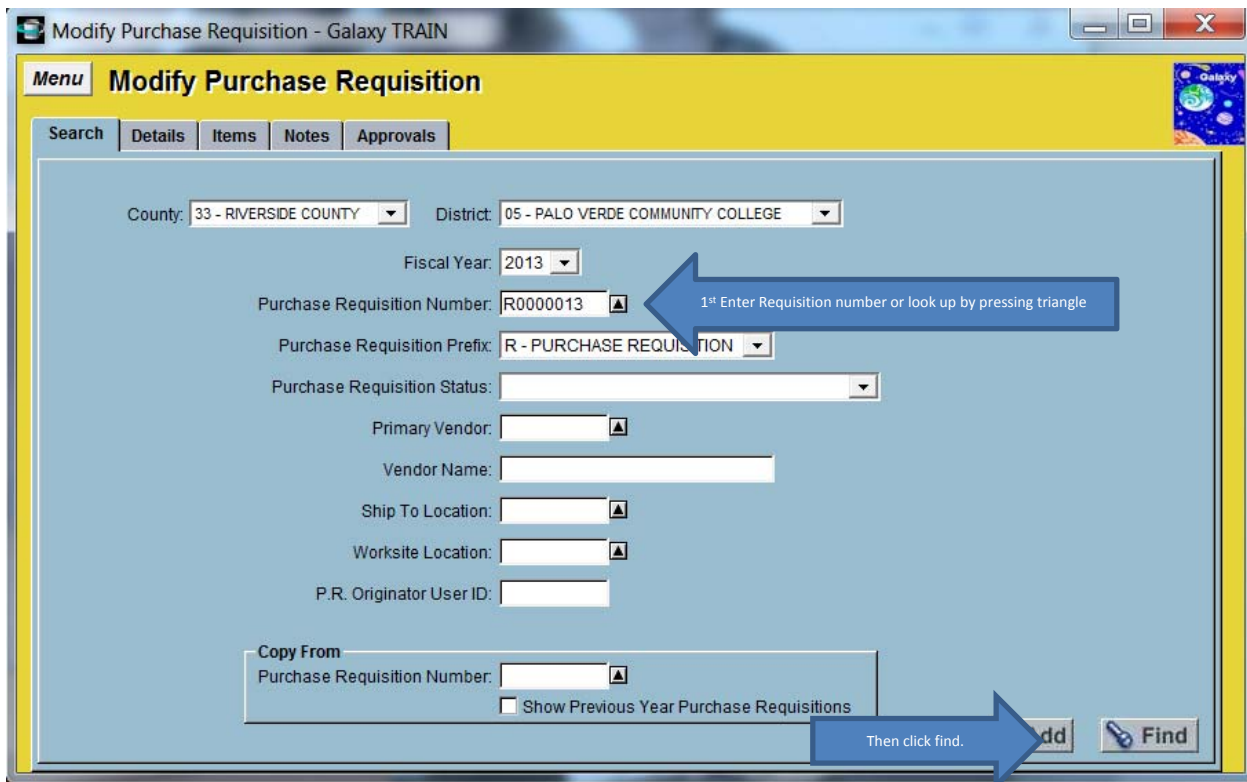 Modify Purchase Requisition - Galaxy TRAIN
Menu Modify Purchase Requisition
Galaxy
Search Details Items Notes Approvals
County: 33 - RIVERSIDE COUNTY District: 05 - PALO VERDE COMMUNITY COLLEGE
Fiscal Year: 2013
Purchase Requisition Number: R0000013
1st Enter Requisition number or look up by pressing triangle
Purchase Requisition Prefix: R - PURCHASE REQUISITION
Purchase Requisition Status:
Primary Vendor:
Vendor Name:
Ship To Location:
Worksite Location:
P.R. Originator User ID:
Copy From
Purchase Requisition Number:
Show Previous Year Purchase Requisitions
Then click find. dd Find